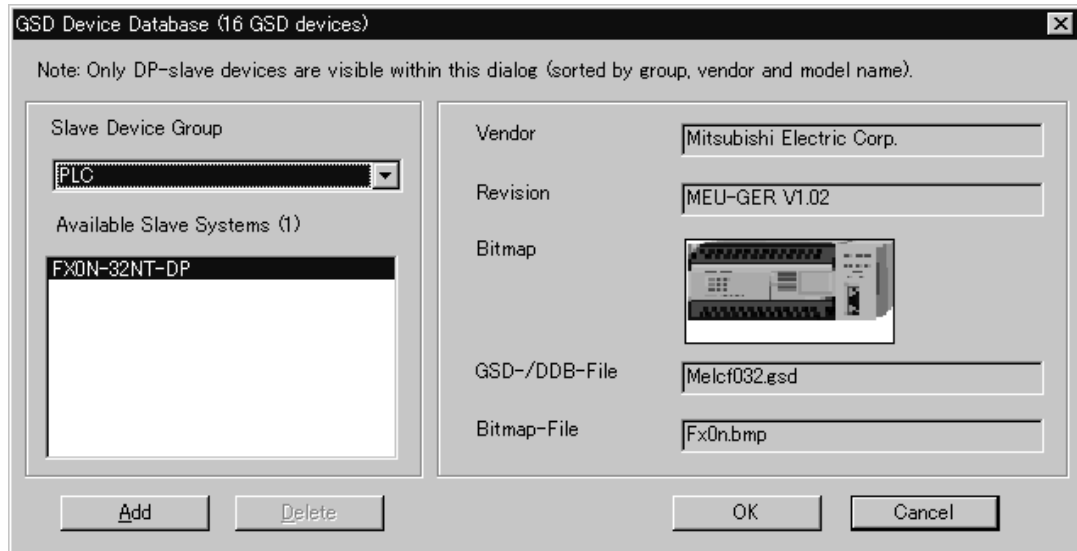 GSD Device Database (16 GSD devices)
Note: Only DP-slave devices are visible within this dialog (sorted by group, vendor and model name).
Slave Device Group
PLC
Available Slave Systems (1)
FX0N-32NT-DP
Vendor
Mitsubishi Electric Corp.
Revision
MEU-GER V1.02
Bitmap
GSD-/DDB-File
Melcf032.gsd
Bitmap-File
Fx0n.bmp
Add
Delete
OK
Cancel